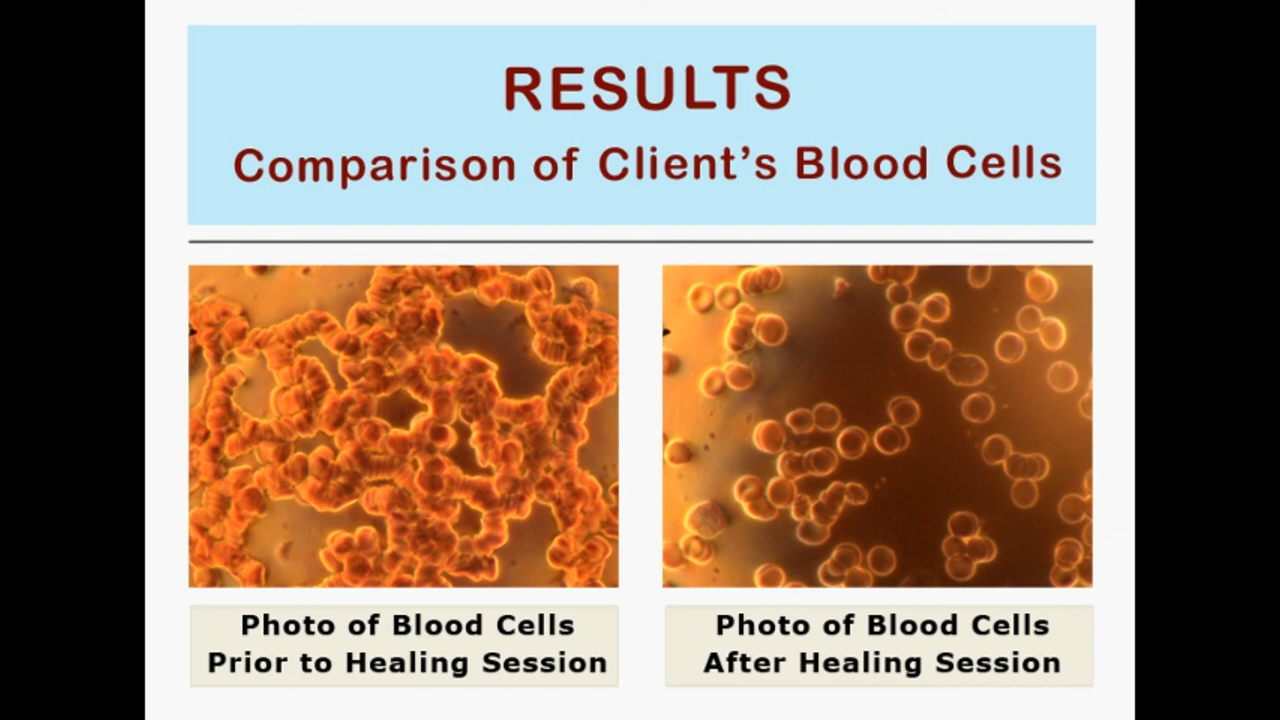 RESULTS
Comparison of Client’s Blood Cells
Photo of Blood Cells
Prior to Healing Session
Photo of Blood Cells
After Healing Session